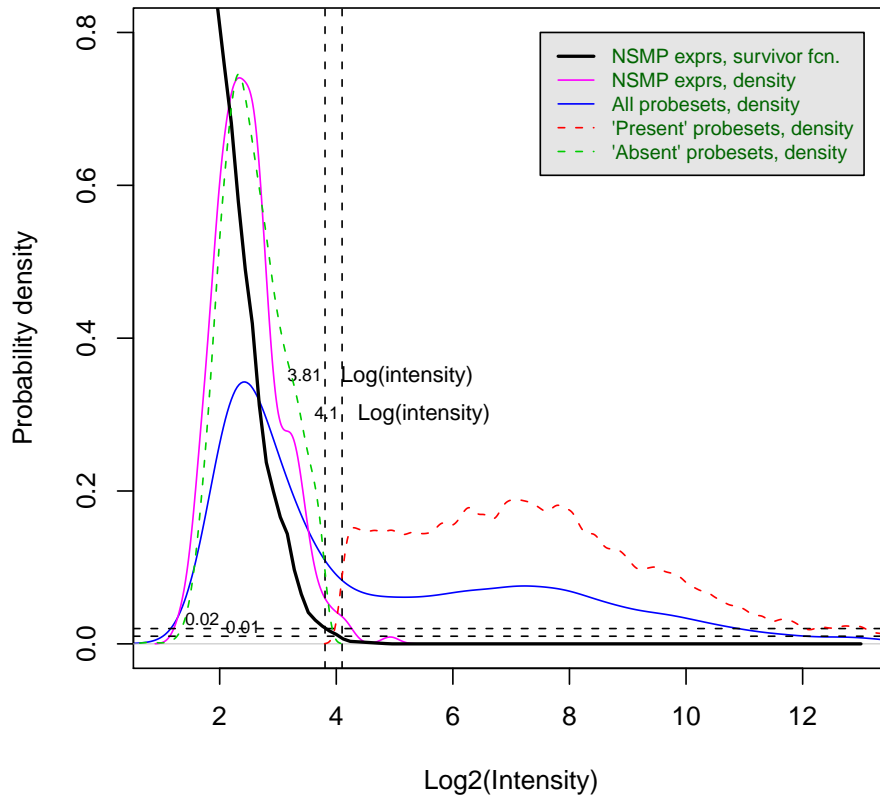 NSMP exprs, survivor fcn.
NSMP exprs, density
All probesets, density
'Present' probesets, density
'Absent' probesets, density
Probability density
0.8
0.6
0.4
0.2
0.0
3.81 Log(intensity)
4.1 Log(intensity)
0.02
0.01
2 4 6 8 10 12
Log2(Intensity)